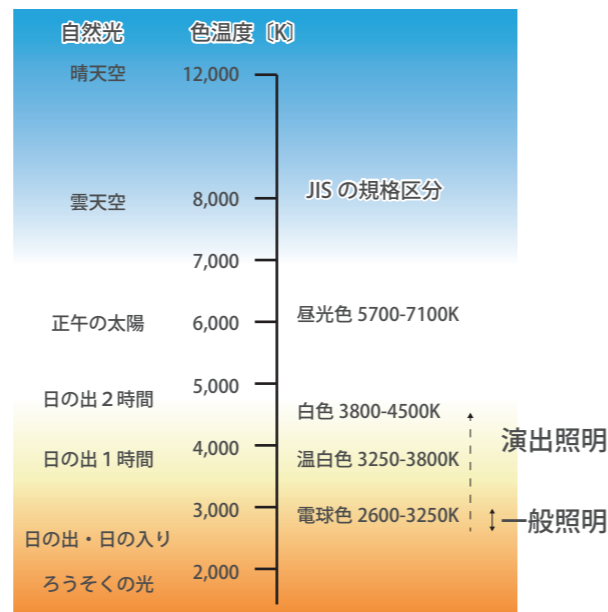 自然光 色温度〔K〕
晴天空 12,000
雲天空 8,000 JIS の規格区分
7,000
正午の太陽 6,000 昼光色 5700-7100K
日の出2時間 5,000
白色 3800-4500K
演出照明
日の出1時間 4,000 温白色 3250-3800K
3,000 電球色 2600-3250K 一般照明
日の出・日の入り
ろうそくの光 2,000